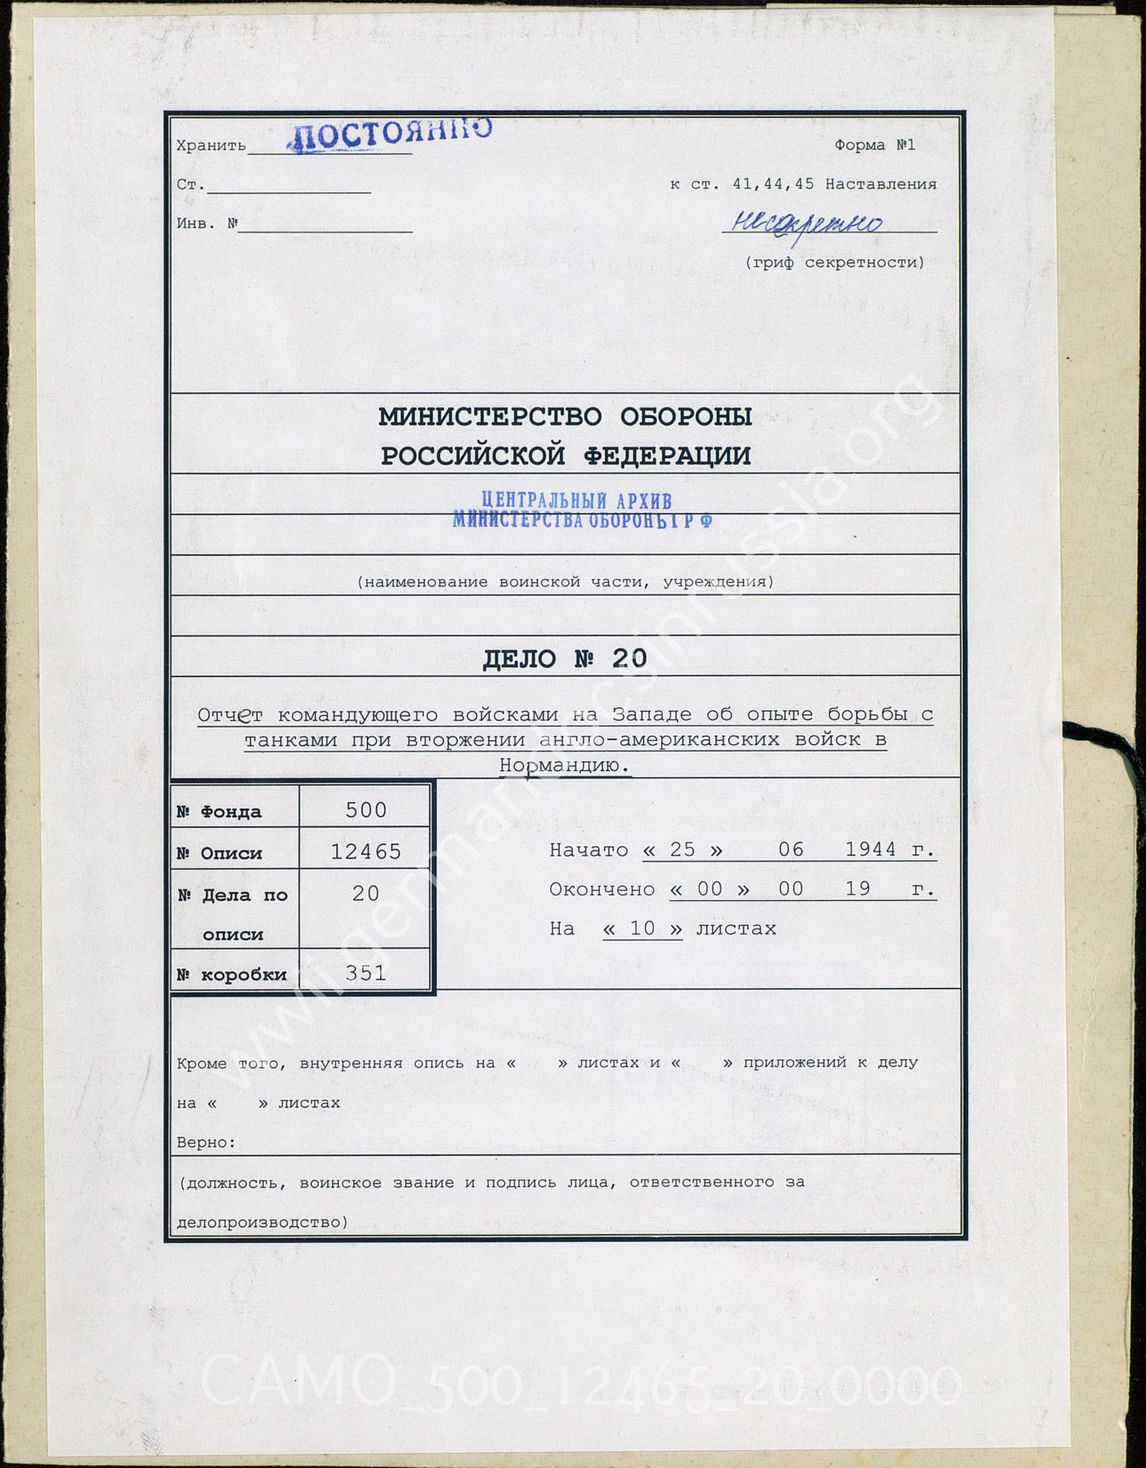 Хранить ПОСТОЯННО
Форма №1
Ст.
к ст. 41,44,45 Наставления
Инв. №
несекретно
(гриф секретности)
МИНИСТЕРСТВО ОБОРОНЫ
РОССИЙСКОЙ ФЕДЕРАЦИИ
ЦЕНТРАЛЬНЫЙ АРХИВ
МИНИСТЕРСТВА ОБОРОНЫ РФ
(наименование воинской части, учреждения)
ДЕЛО № 20
Отчет командующего войсками на Западе об опыте борьбы с
танками при вторжении англо-американских войск в
Нормандию.
№ Фонда 500
№ Описи 12465
№ Дела по 20
описи
№ коробки 351
Начато « 25 » 06 1944 г.
Окончено « 00 » 00 19 г.
На « 10 » листах
Кроме того, внутренняя опись на « » листах и « » приложений к делу
на « » листах
Верно:
(должность, воинское звание и подпись лица, ответственного за
делопроизводство)
wwii.germandocsinrussia.org
CAMO_500_12465_20_0000